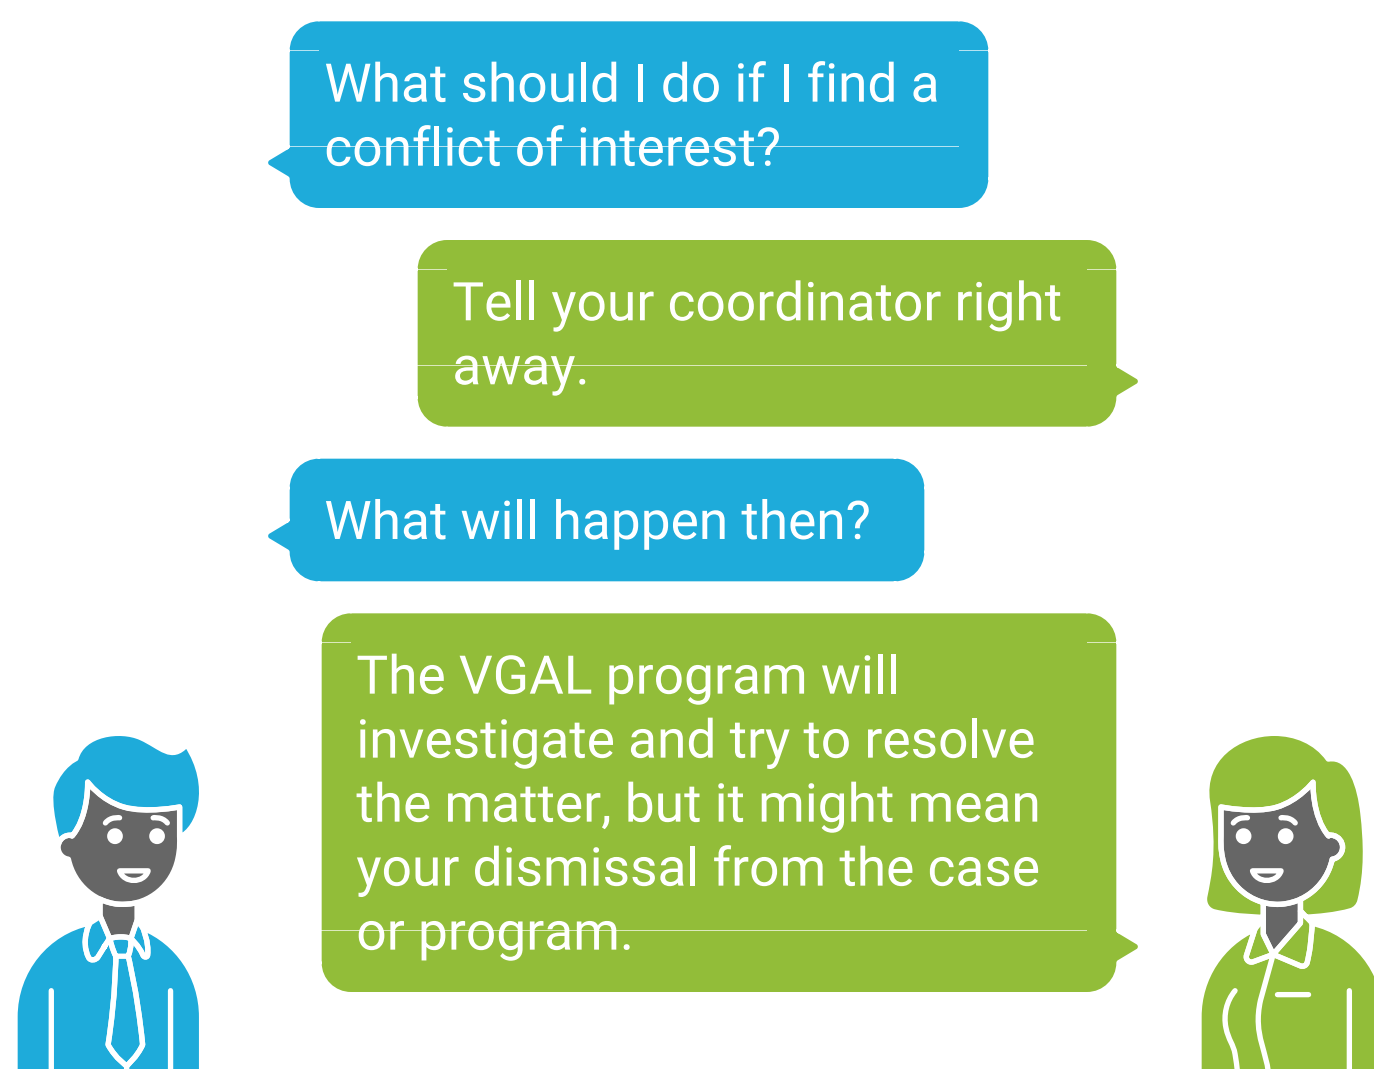 What should I do if I find a
conflict of interest?
Tell your coordinator right
away.
What will happen then?
The VGAL program will
investigate and try to resolve
the matter, but it might mean
your dismissal from the case
or program.